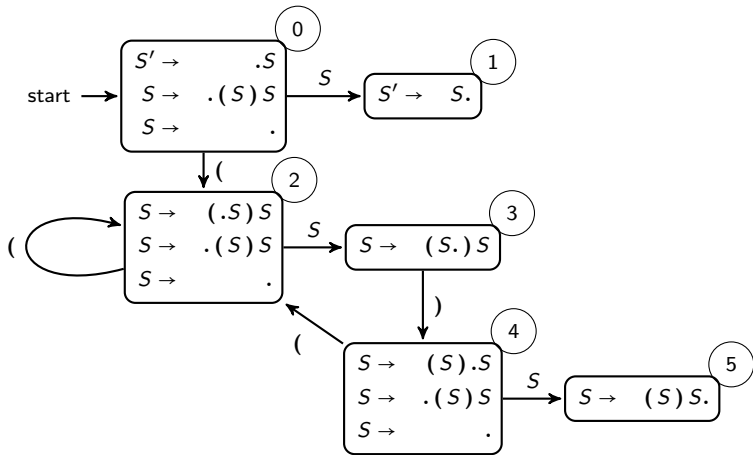 0
S′ → .S
start S → .(S)S S
S → .
1
S′ → S.
(
2
S → (.S)S
( S → .(S)S S
S → .
3
S → (S.)S
)
(
4
S → (S).S
S → .(S)S S
S → .
5
S → (S)S.